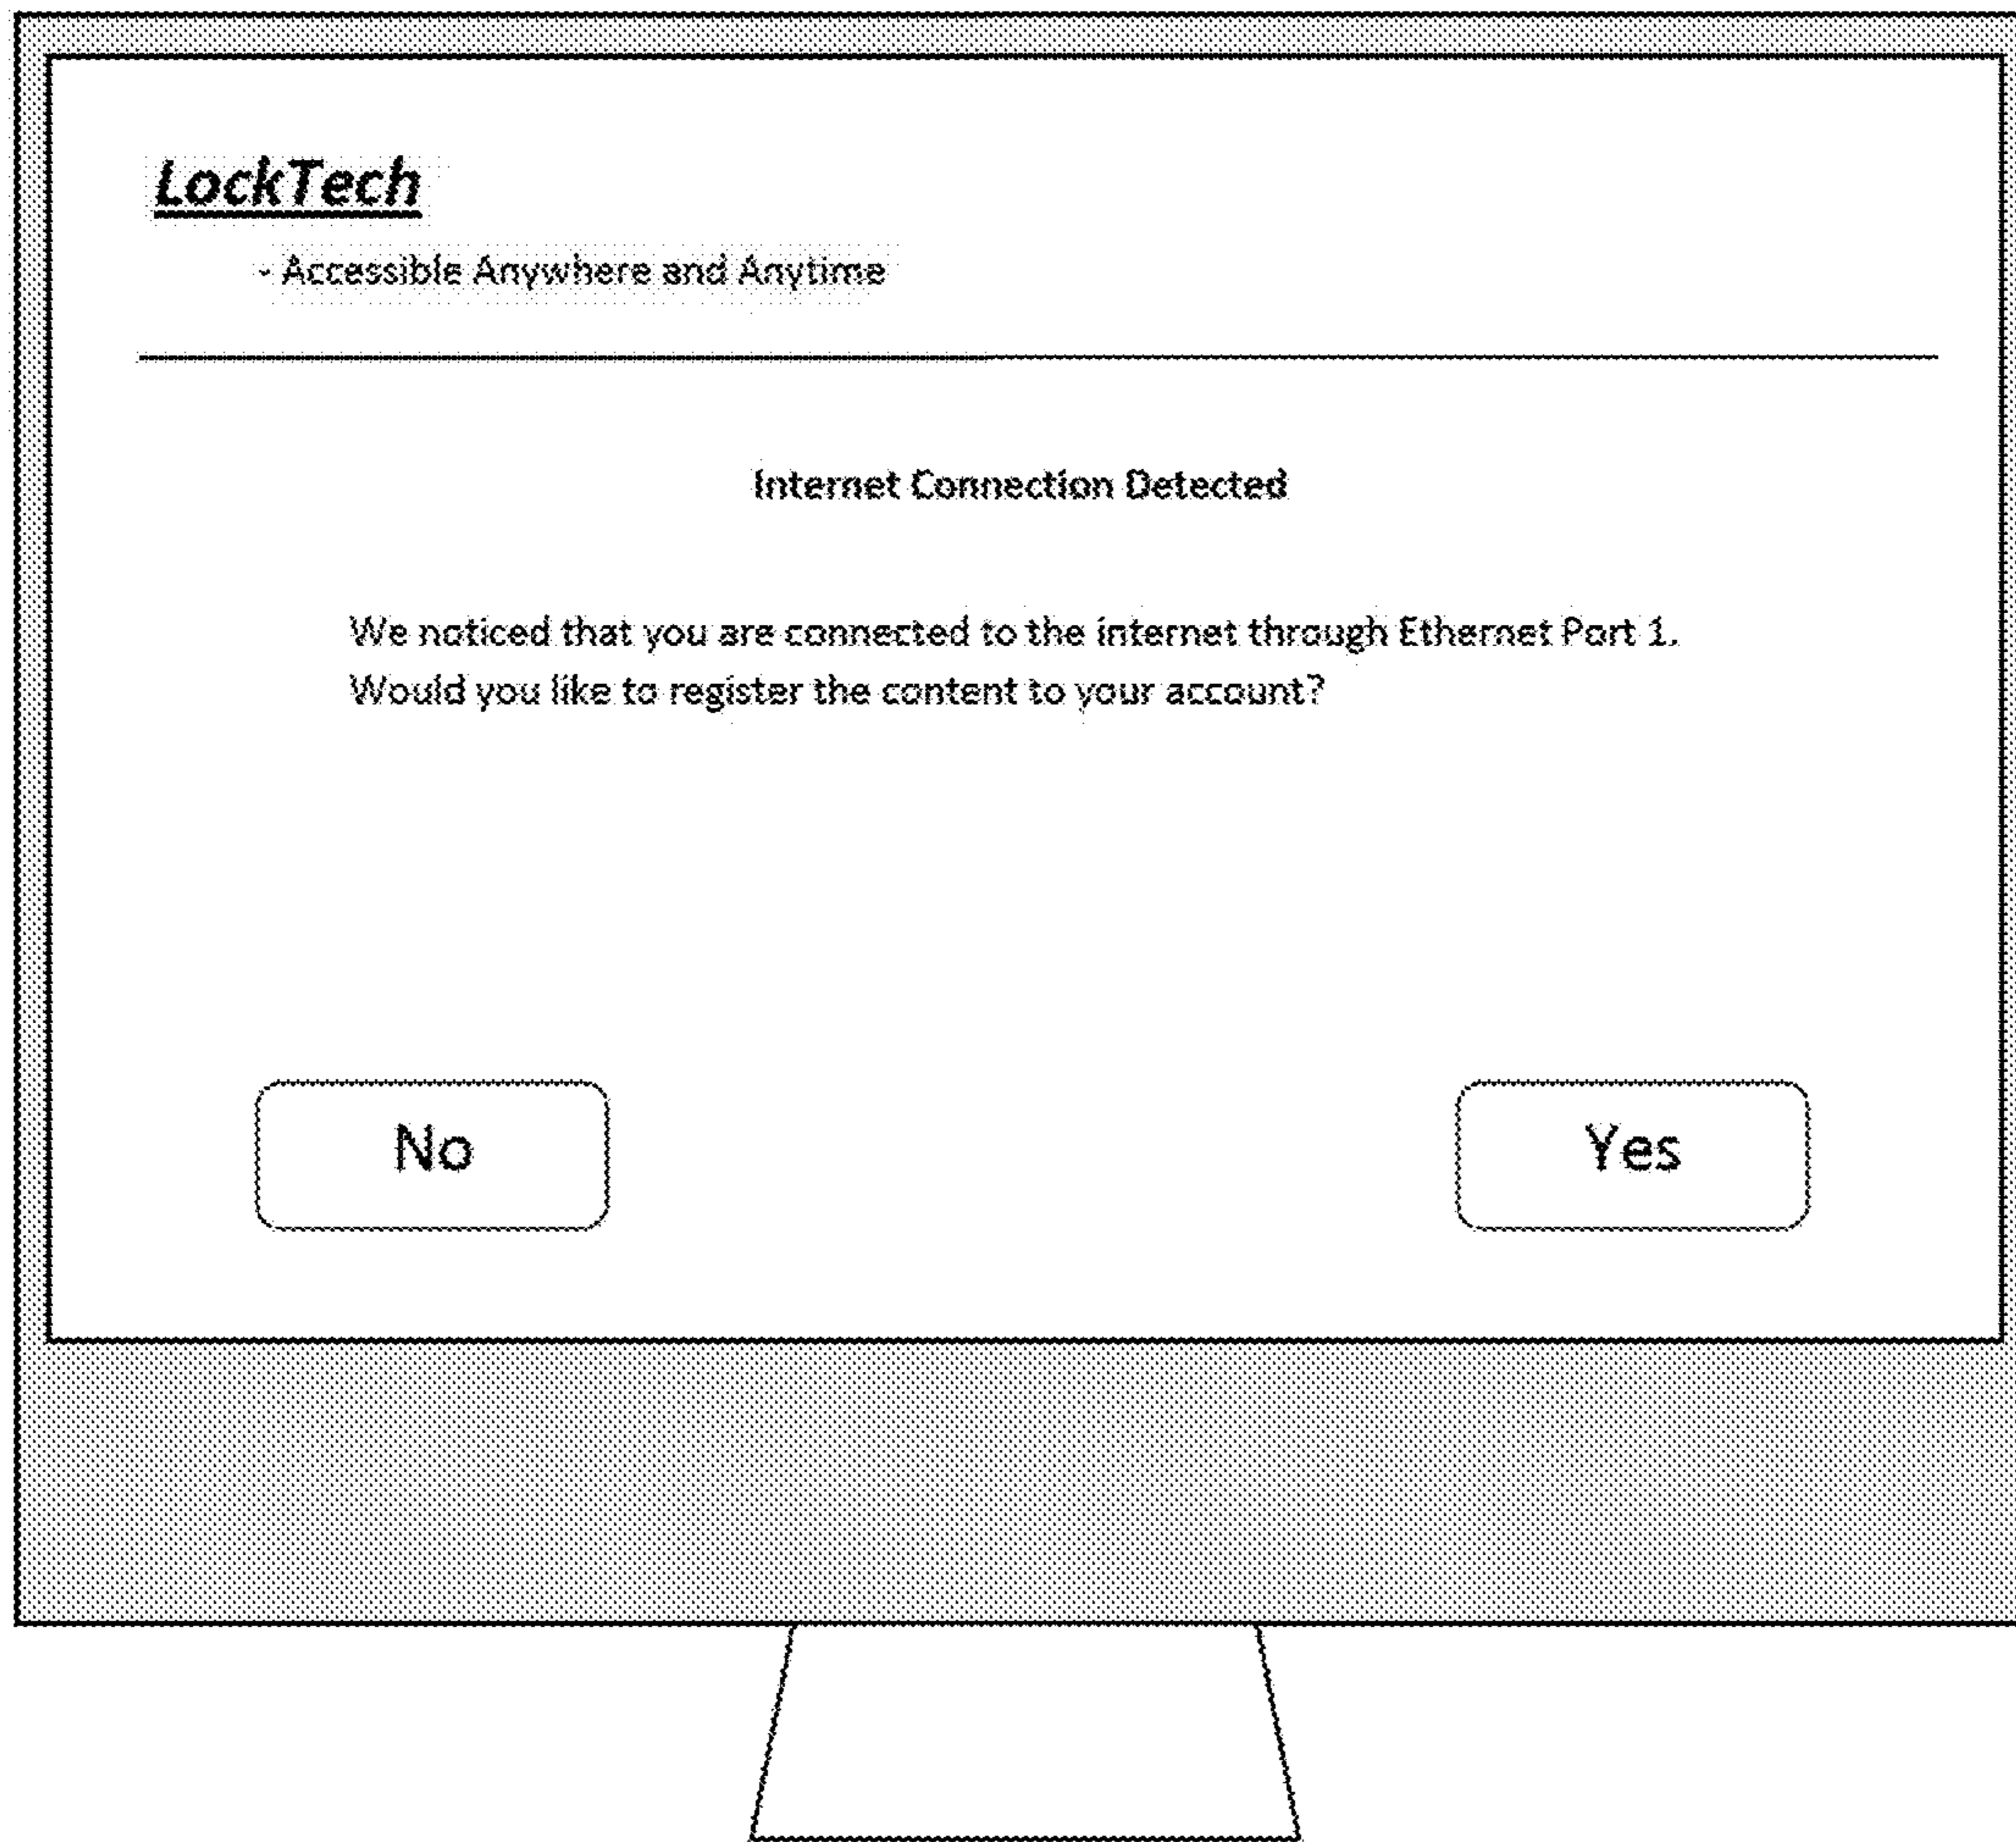 LockTech
- Accessible Anywhere and Anytime
Internet Connection Detected
We noticed that you are connected to the internet through Ethernet Port 1.
Would you like to register the content to your account?
No
Yes